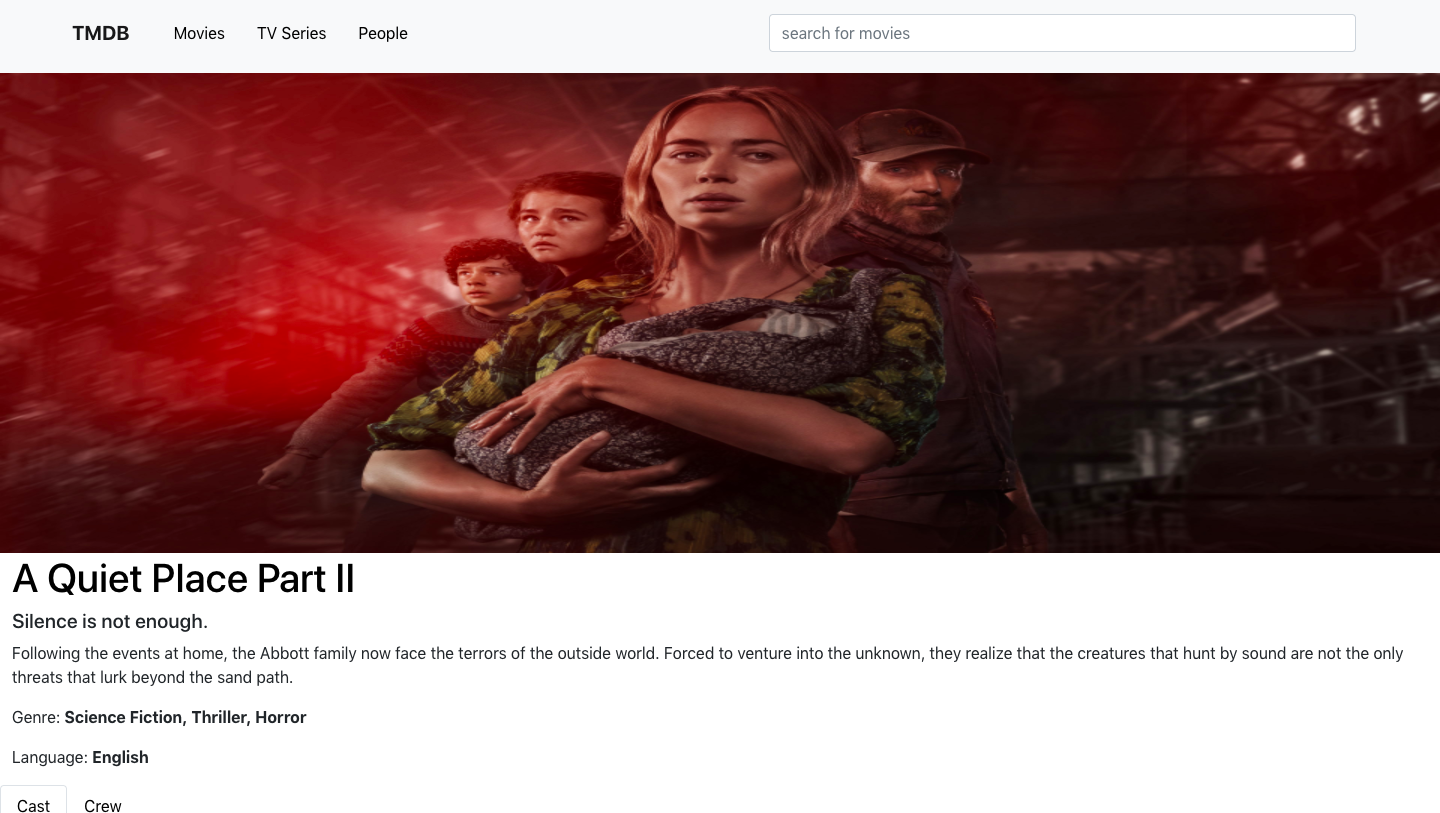 TMDB Movies TV Series People search for movies
A Quiet Place Part II
Silence is not enough.
Following the events at home, the Abbott family now face the terrors of the outside world. Forced to venture into the unknown, they realize that the creatures that hunt by sound are not the only
threats that lurk beyond the sand path.
Genre: Science Fiction, Thriller, Horror
Language: English
Cast Crew